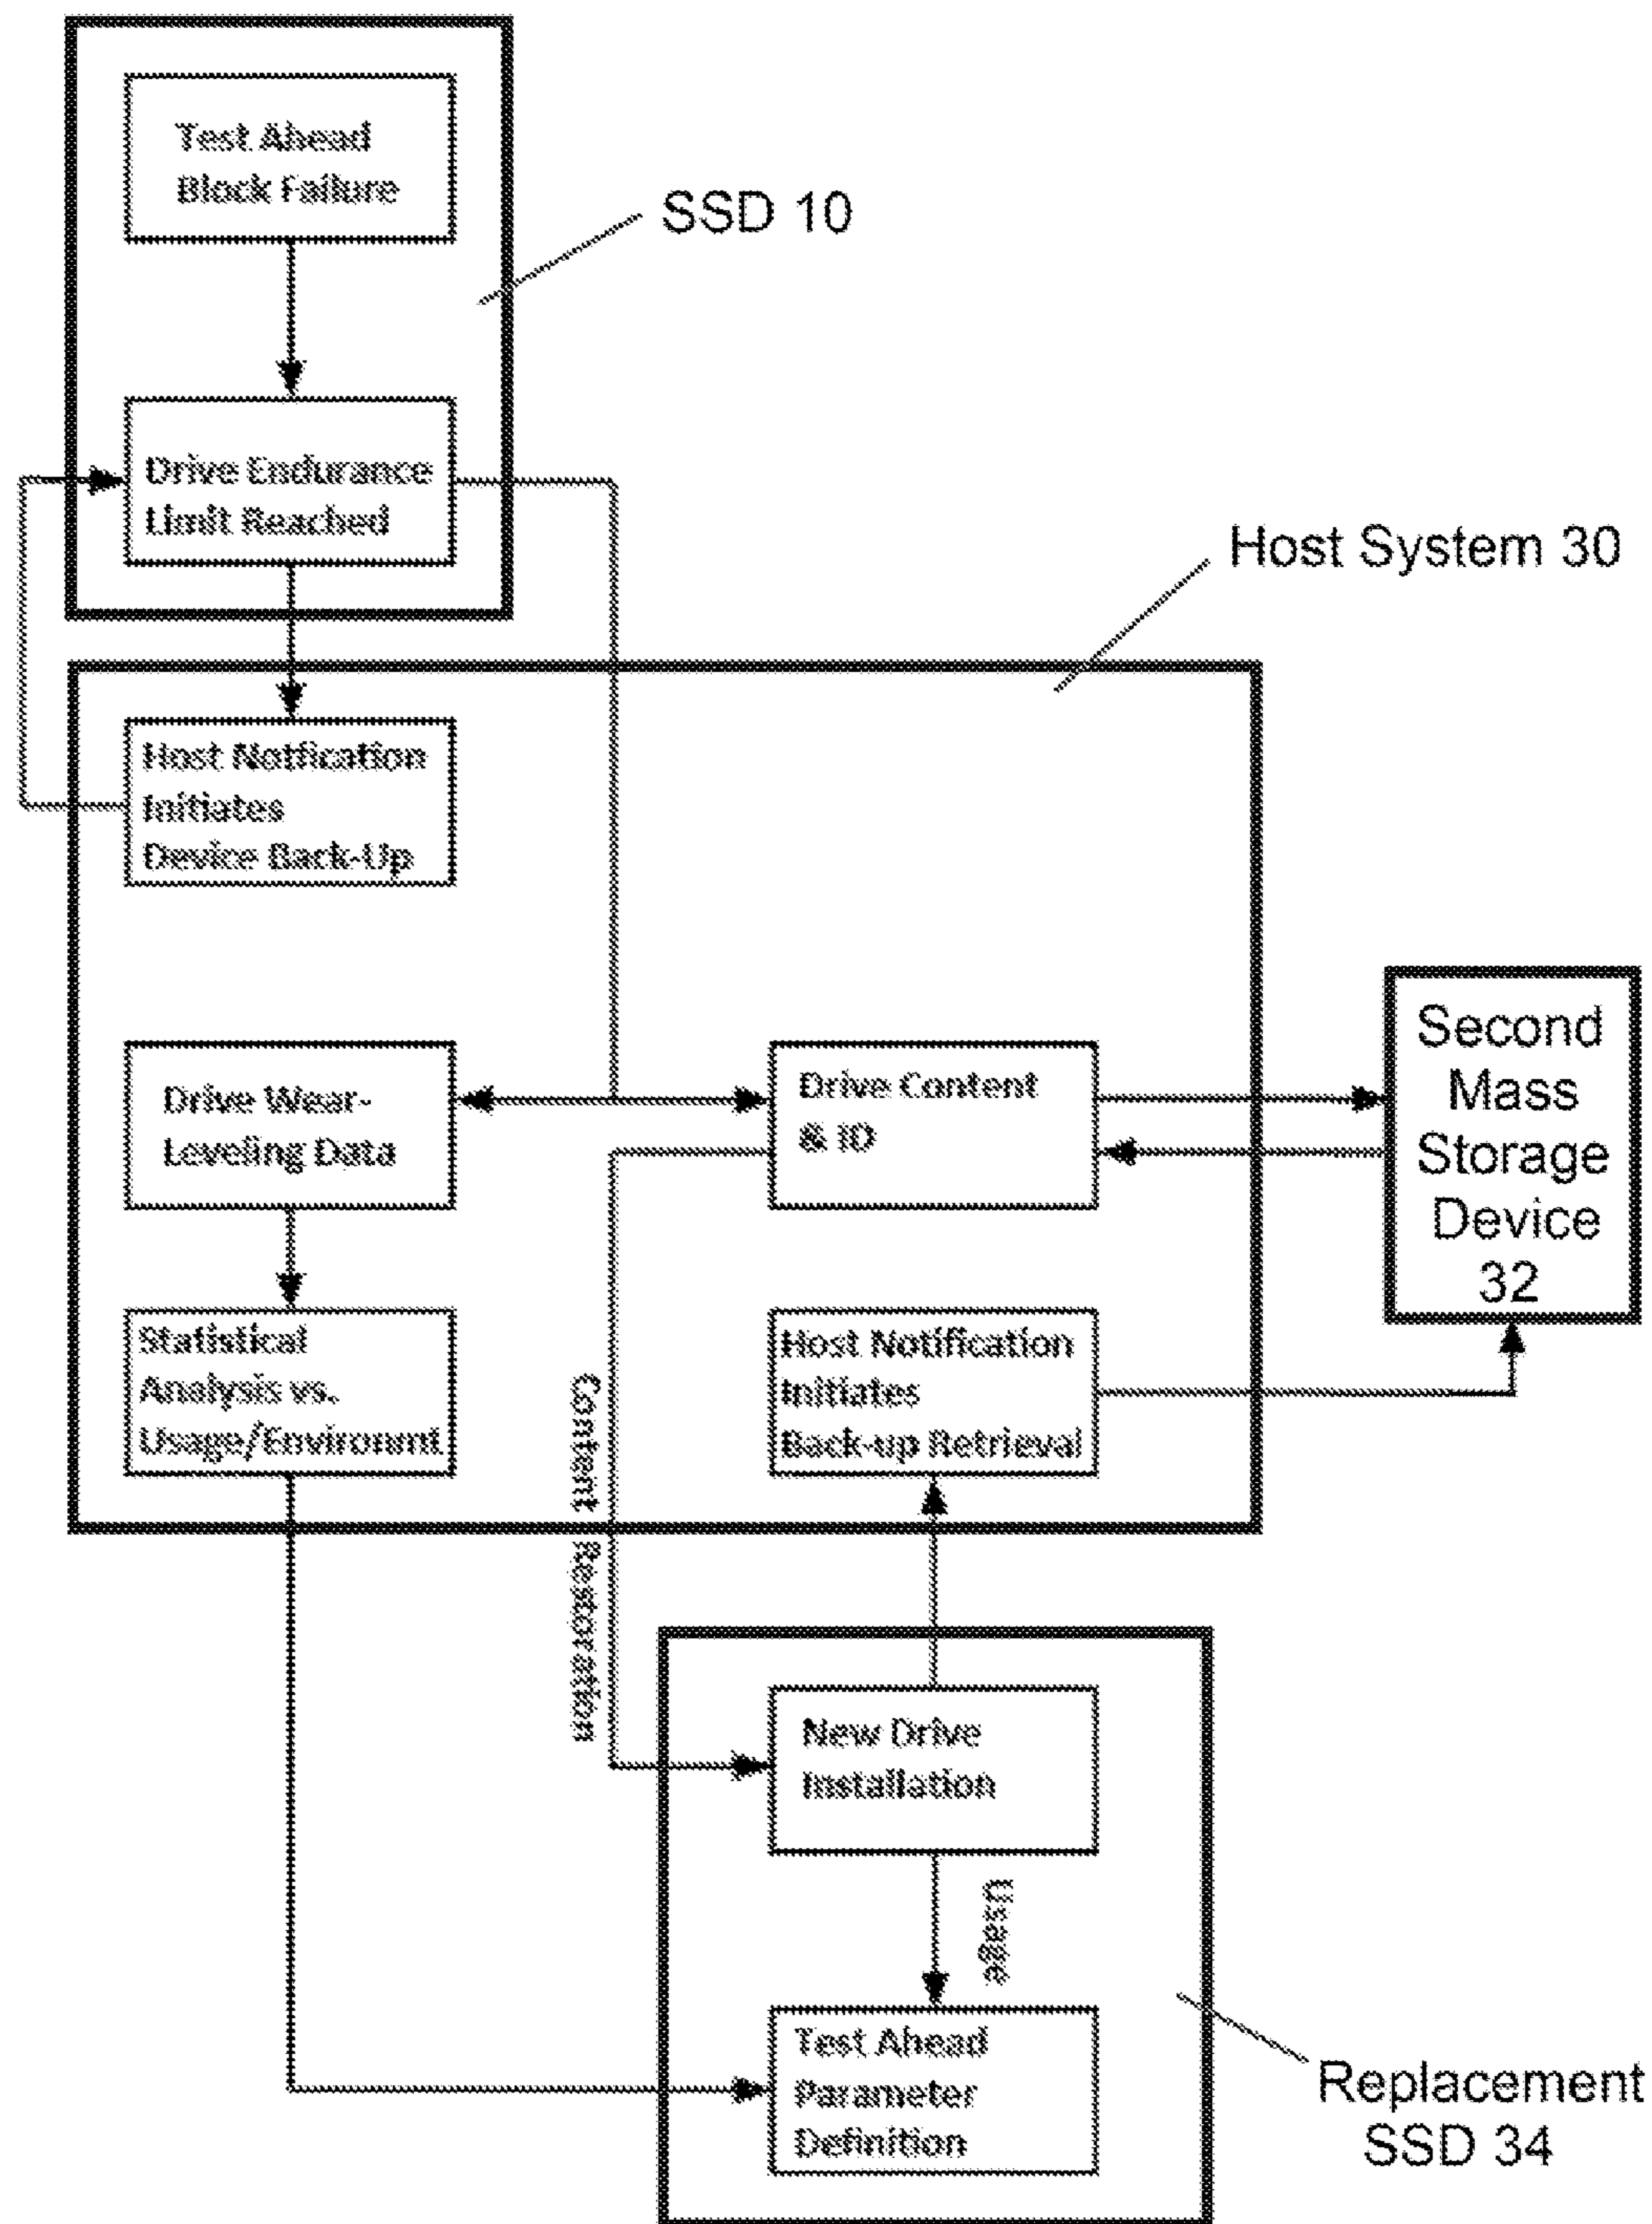 Test Ahead
Block Failure
SSD 10
Drive Endurance
Limit Reached
Host System 30
Host Notfication
Initiates
Device Back-Up
Drive Wear-
Leveling Data
Drive Content
& ID
Second
Mass
Storage
Device
32
Statistical
Analysis vs.
Usage/Environmt.
Host Notification
Initiates
Back-up Retrieval
Content Restoration
New Drive
Installation
Usage
Test Ahead
Parameter
Definition
Replacement
SSD 34